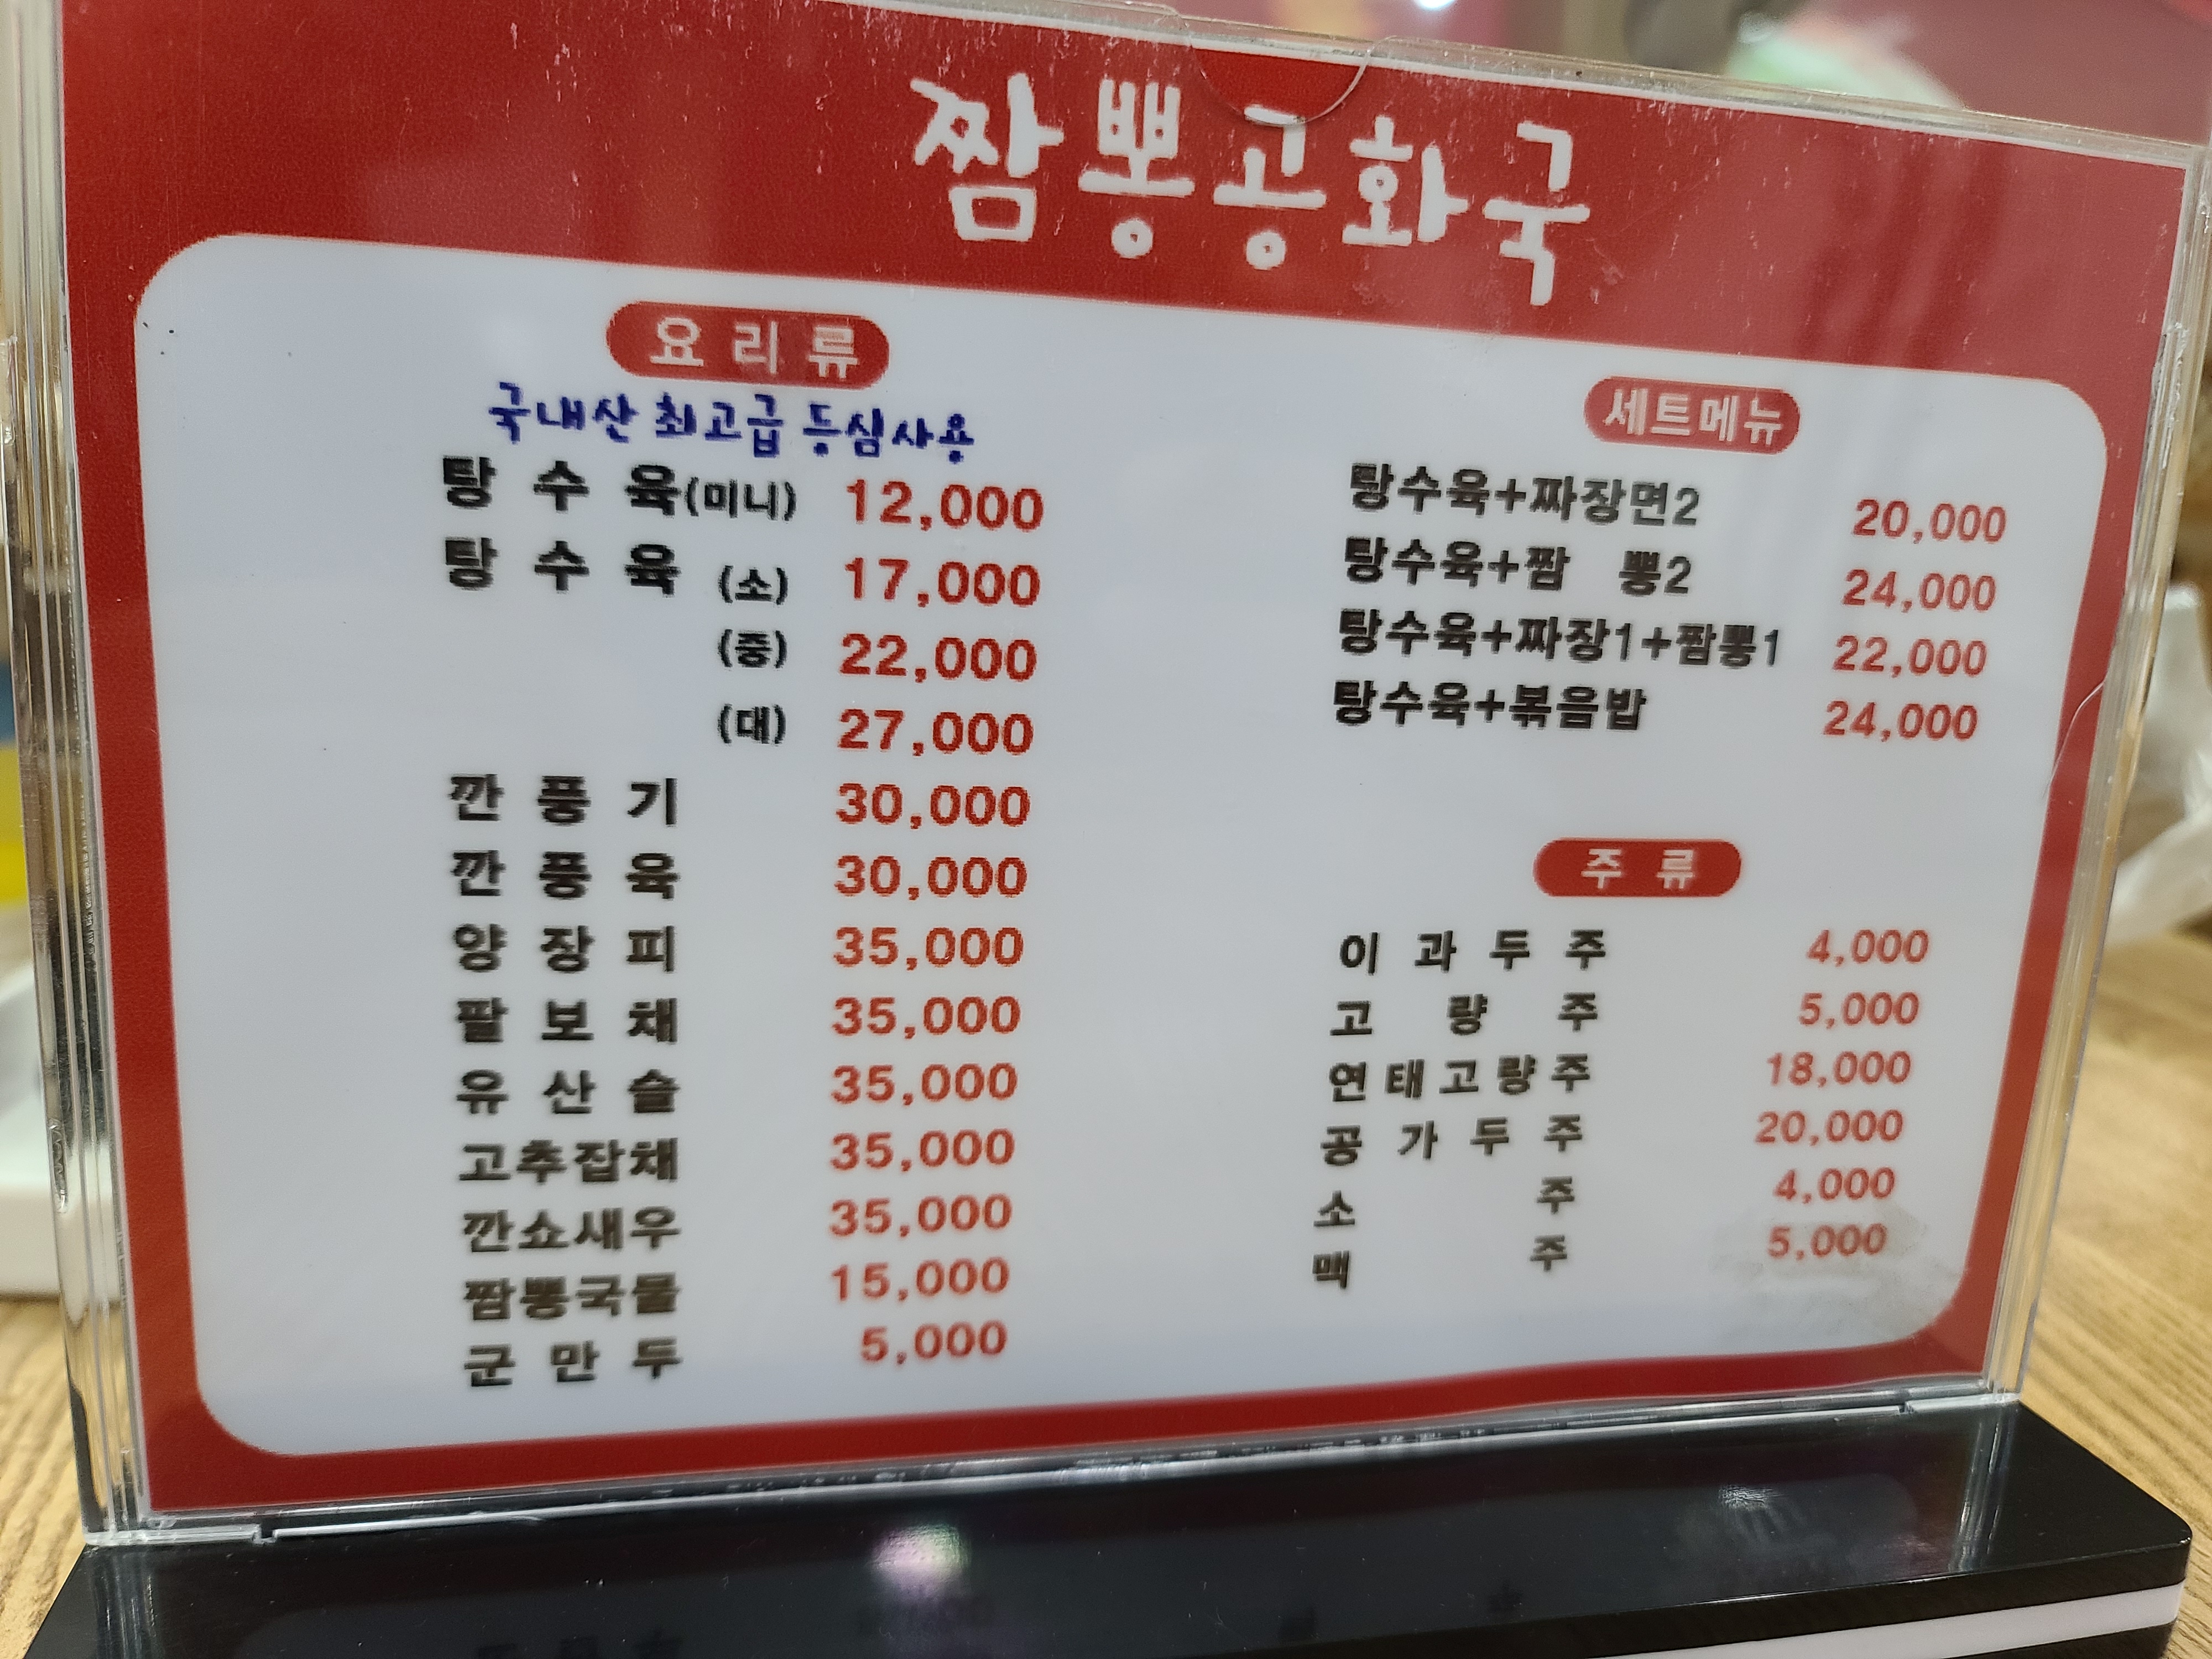 짬뽕공화국
요리류
국내산 최고급 등심사용
탕수육(미니) 12,000
탕수육 (소) 17,000
(중) 22,000
(대) 27,000
깐풍기 30,000
깐풍육 30,000
양장피 35,000
팔보채 35,000
유산슬 35,000
고추잡채 35,000
깐쇼새우 35,000
짬뽕국물 15,000
군만두 5,000
세트메뉴
탕수육+짜장면2 20,000
탕수육+짬 뽕2 24,000
탕수육+짜장1+짬뽕1 22,000
탕수육+볶음밥 24,000
주류
이과두주 4,000
고량주 5,000
연태고량주 18,000
공가두주 20,000
소주 4,000
맥주 5,000